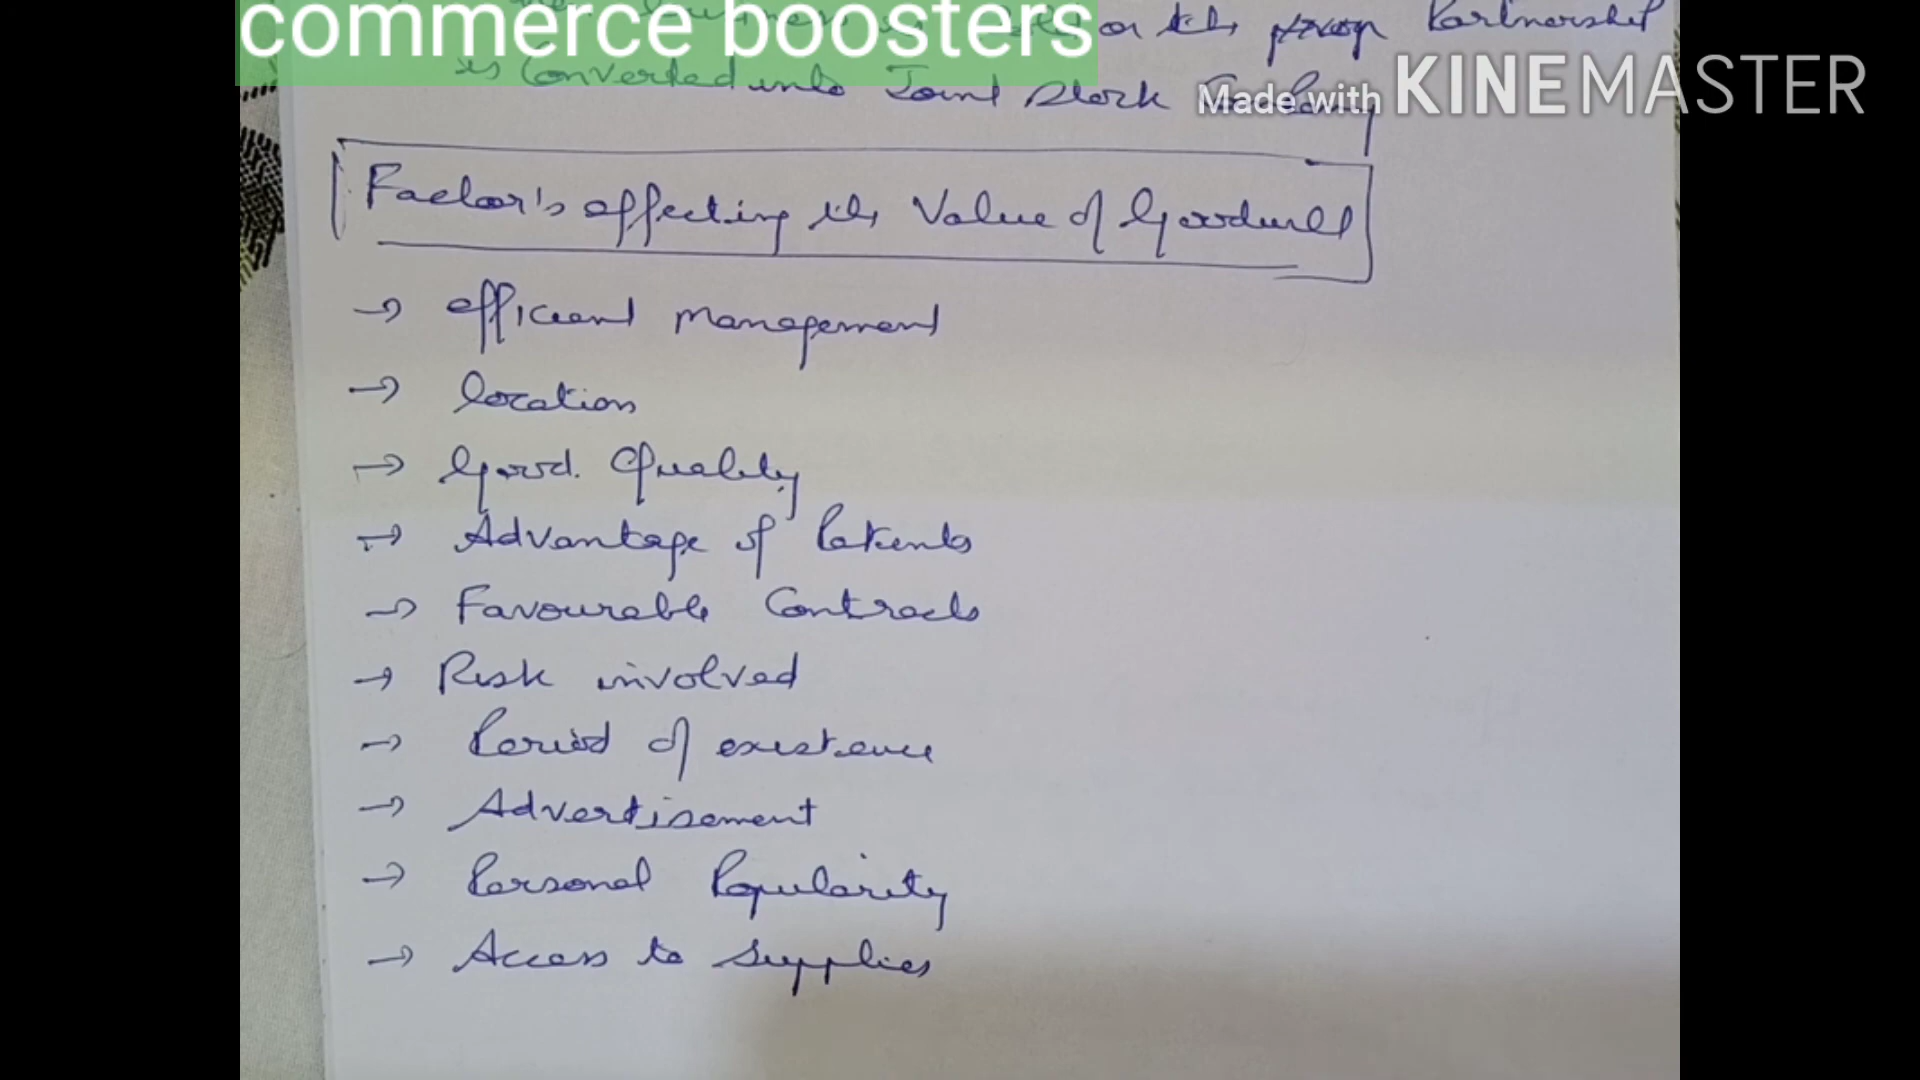 commerce boosters
or the Partnership
is Converted into Joint Stock Company
Made with KINEMASTER
Factor's affecting the Value of Goodwill
→ efficient management
→ location
→ Good. Quality
→ Advantage of Patents
→ Favourable Contracts
→ Risk involved
→ Period of existence
→ Advertisement
→ Personal Popularity
→ Access to Supplies